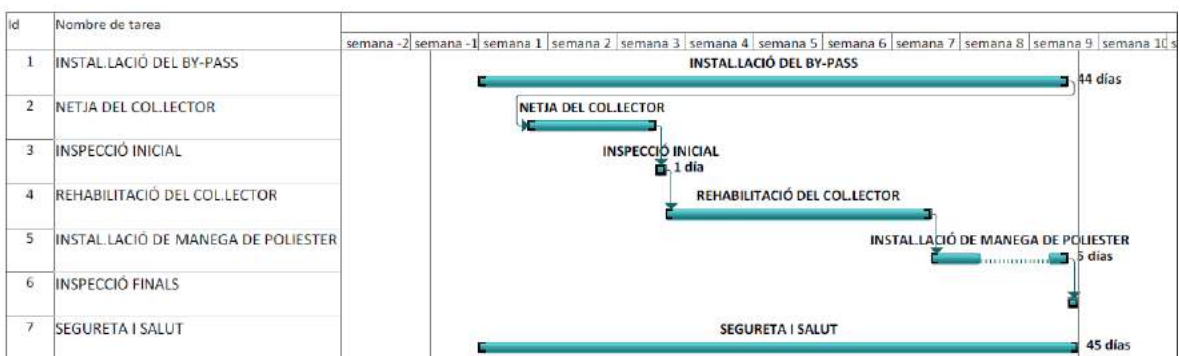 Id Nombre de tarea
semana -2 semana -1 semana 1 semana 2 semana 3 semana 4 semana 5 semana 6 semana 7 semana 8 semana 9 semana 10 s
1 INSTAL.LACIÓ DEL BY-PASS INSTAL.LACIÓ DEL BY-PASS
44 días
2 NETJA DEL COL.LECTOR NETJA DEL COL.LECTOR
3 INSPECCIÓ INICIAL INSPECCIÓ INICIAL
1 día
4 REHABILITACIÓ DEL COL.LECTOR REHABILITACIÓ DEL COL.LECTOR
5 INSTAL.LACIÓ DE MANEGA DE POLIESTER INSTAL.LACIÓ DE MANEGA DE POLIESTER
5 días
6 INSPECCIÓ FINALS
7 SEGURETA I SALUT SEGURETA I SALUT
45 días